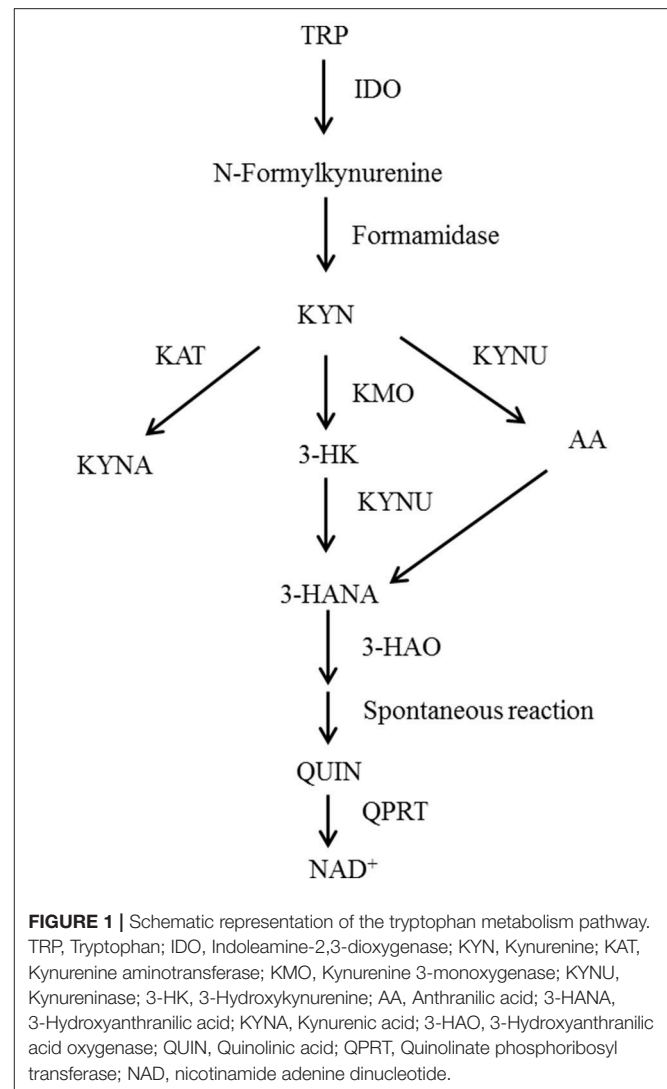 TRP
IDO
N-Formylkynurenine
Formamidase
KYN
KAT
KYNU
KMO
KYNA
3-HK
AA
KYNU
3-HANA
3-HAO
Spontaneous reaction
QUIN
QPRT
NAD⁺
FIGURE 1 | Schematic representation of the tryptophan metabolism pathway.
TRP, Tryptophan; IDO, Indoleamine-2,3-dioxygenase; KYN, Kynurenine; KAT,
Kynurenine aminotransferase; KMO, Kynurenine 3-monoxygenase; KYNU,
Kynureninase; 3-HK, 3-Hydroxykynurenine; AA, Anthranilic acid; 3-HANA,
3-Hydroxyanthranilic acid; KYNA, Kynurenic acid; 3-HAO, 3-Hydroxyanthranilic
acid oxygenase; QUIN, Quinolinic acid; QPRT, Quinolinate phosphoribosyl
transferase; NAD, nicotinamide adenine dinucleotide.